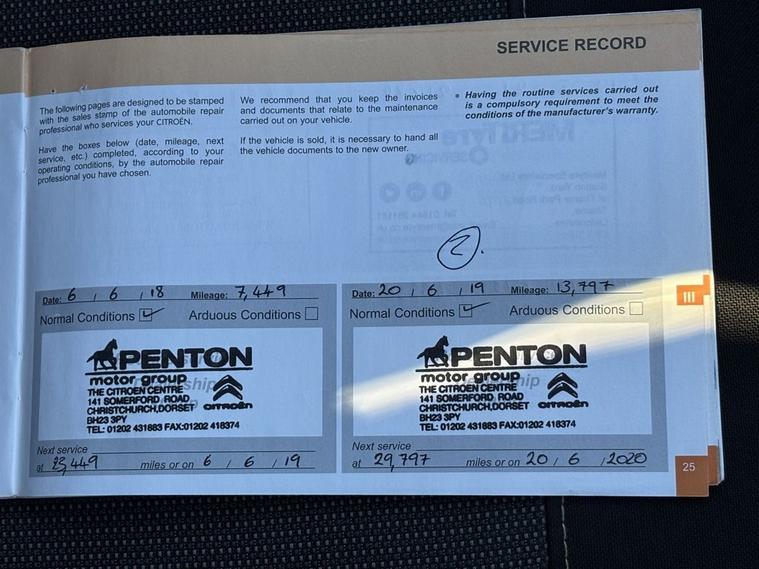 SERVICE RECORD
The following pages are designed to be stamped
with the sales stamp of the automobile repair
professional who services your CITROËN.
Have the boxes below (date, mileage, next
service, etc.) completed, according to your
operating conditions, by the automobile repair
professional you have chosen.
We recommend that you keep the invoices
and documents that relate to the maintenance
carried out on your vehicle.
If the vehicle is sold, it is necessary to hand all
the vehicle documents to the new owner.
• Having the routine services carried out
is a compulsory requirement to meet the
conditions of the manufacturer's warranty.
2.
Date: 6 / 6 / 18 Mileage: 7,449
Normal Conditions Arduous Conditions
PENTON
motor group
THE CITROEN CENTRE
141 SOMERFORD ROAD
CHRISTCHURCH,DORSET CITROËN
BH23 3PY
TEL: 01202 431883 FAX:01202 418374
Next service
at 23,449 miles or on 6 / 6 / 19
Date: 20 / 6 / 19 Mileage: 13,797
Normal Conditions Arduous Conditions
PENTON
motor group
THE CITROEN CENTRE
141 SOMERFORD ROAD
CHRISTCHURCH,DORSET CITROËN
BH23 3PY
TEL: 01202 431883 FAX:01202 418374
Next service
at 29,797 miles or on 20 / 6 / 2020
III
25